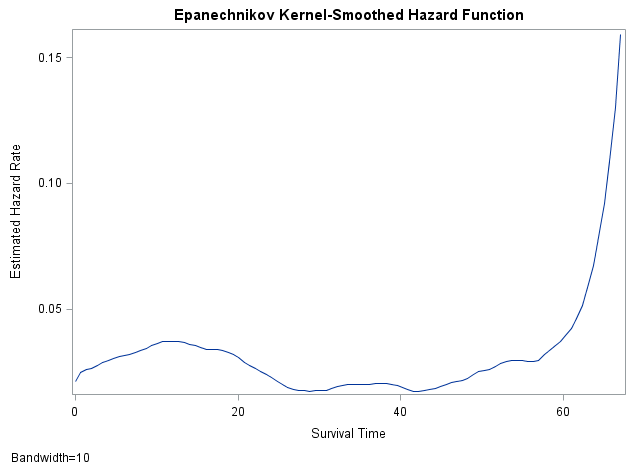 Epanechnikov Kernel-Smoothed Hazard Function
0.15
0.10
0.05
Estimated Hazard Rate
0 20 40 60
Survival Time
Bandwidth=10